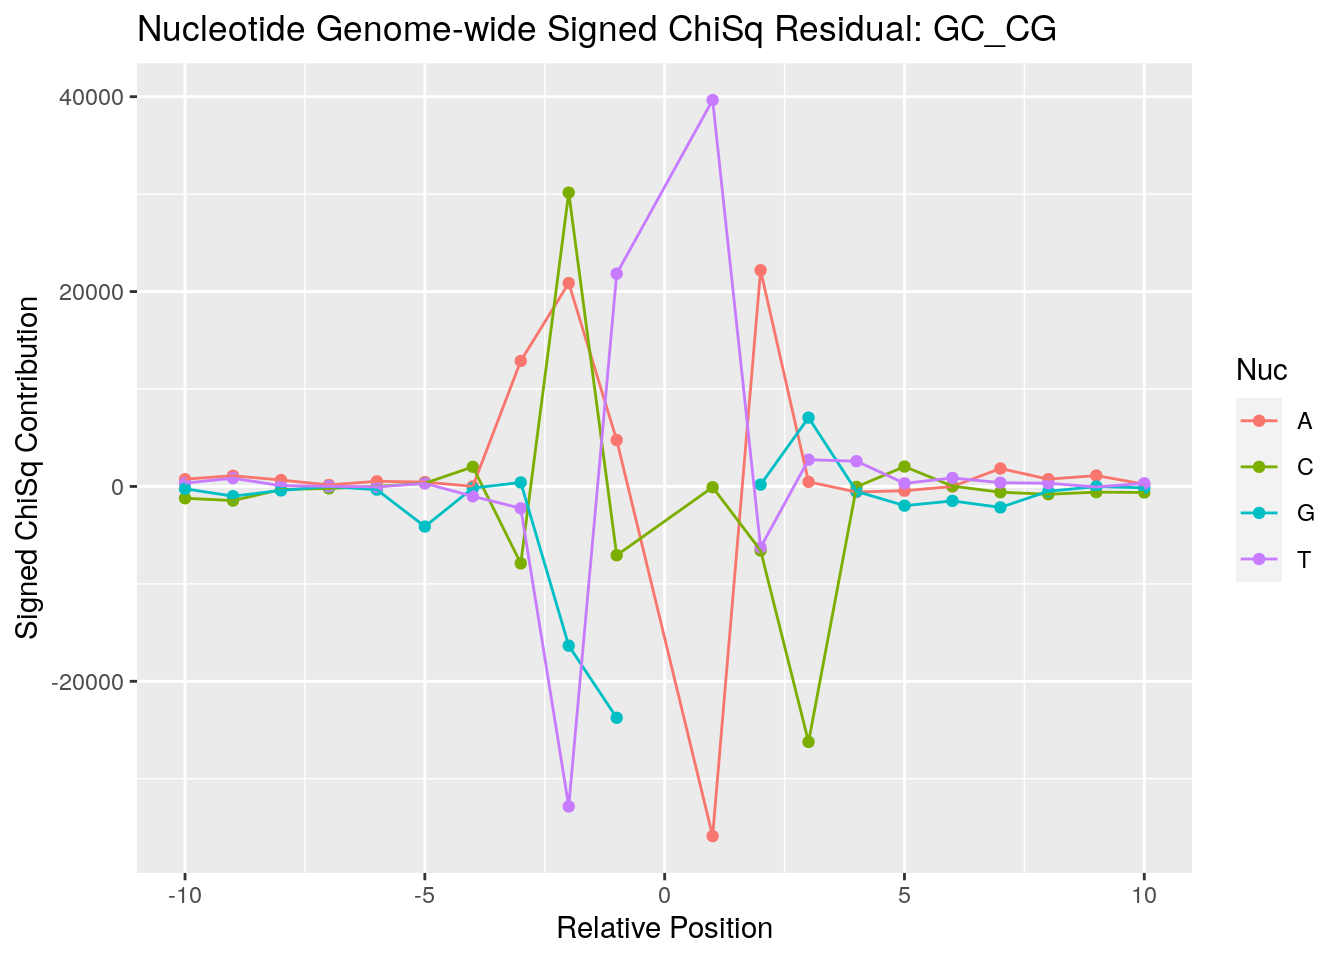 Nucleotide Genome-wide Signed ChiSq Residual: GC_CG
40000
20000
0
-20000
Signed ChiSq Contribution
-10
-5
0
5
10
Relative Position
Nuc
A
C
G
T